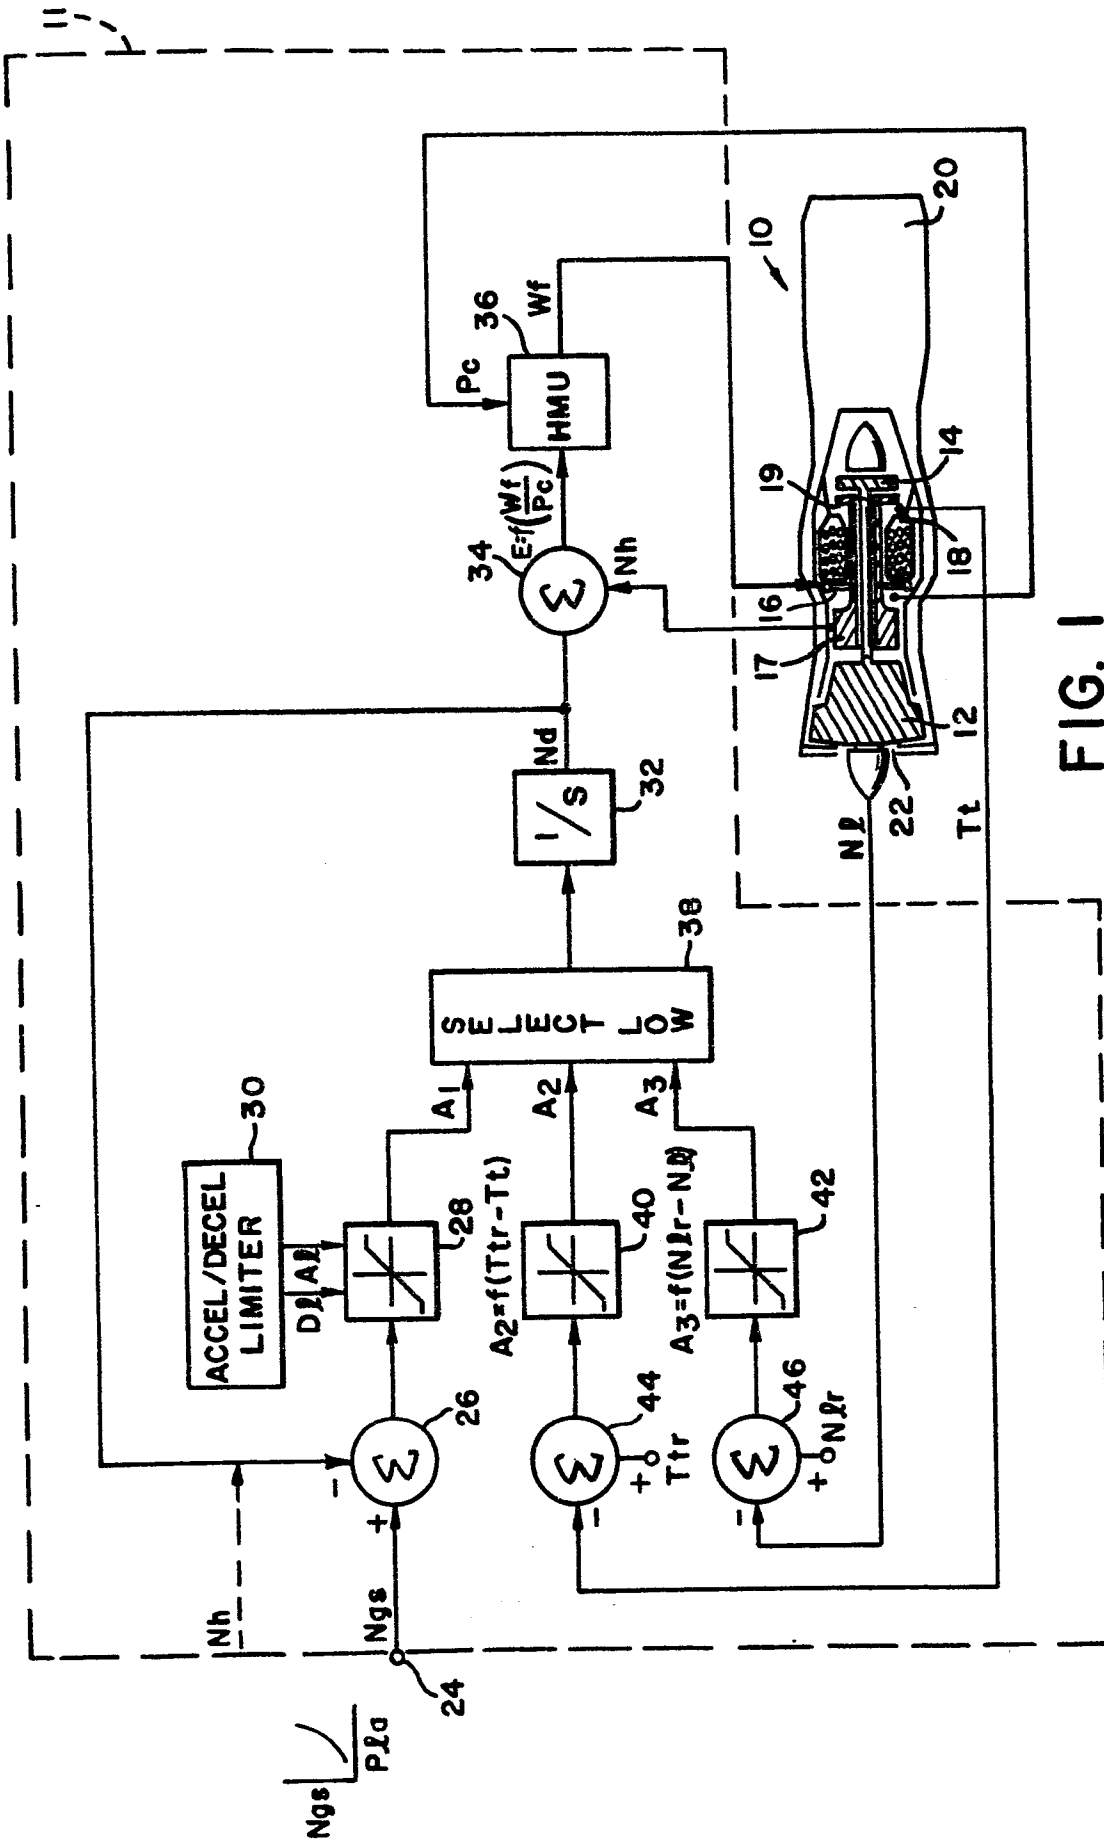 11
Nh
Ngs
Pla
Ngs
24
+
-
26
ACCEL/DECEL
LIMITER
30
Dl
Al
28
A1
A2=f(Ttr-Tt)
40
A2
A3=f(Nlr-Nl)
42
A3
-
+
Ttr
44
-
+
Nlr
46
SELECT LOW
38
1/S
32
Nd
Σ
Σ
Σ
Σ
34
E=f(Wf/Pc)
Nh
HMU
36
Pc
Wf
10
20
19
14
18
16
17
12
22
Nl
Tt
FIG. 1